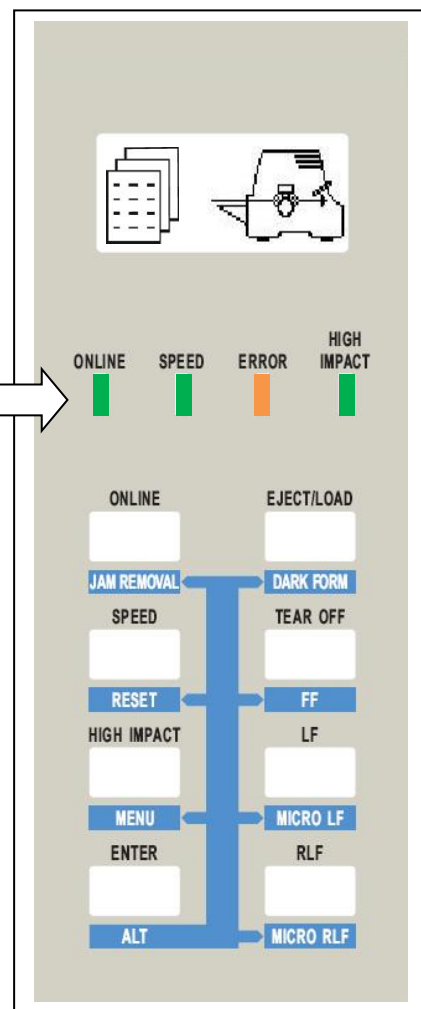 HIGH
ONLINE SPEED ERROR IMPACT
ONLINE EJECT/LOAD
JAM REMOVAL DARK FORM
SPEED TEAR OFF
RESET FF
HIGH IMPACT LF
MENU MICRO LF
ENTER RLF
ALT MICRO RLF